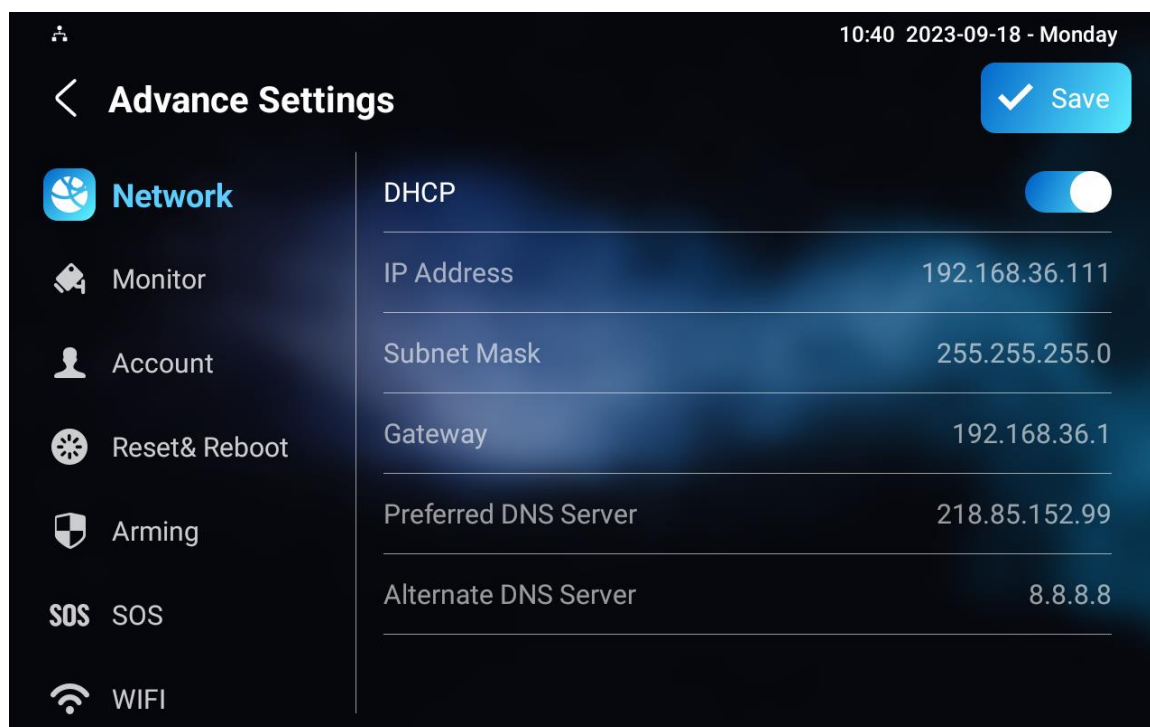 10:40 2023-09-18 - Monday
Advance Settings
Save
Network
Monitor
Account
Reset& Reboot
Arming
SOS SOS
WIFI
DHCP
IP Address 192.168.36.111
Subnet Mask 255.255.255.0
Gateway 192.168.36.1
Preferred DNS Server 218.85.152.99
Alternate DNS Server 8.8.8.8